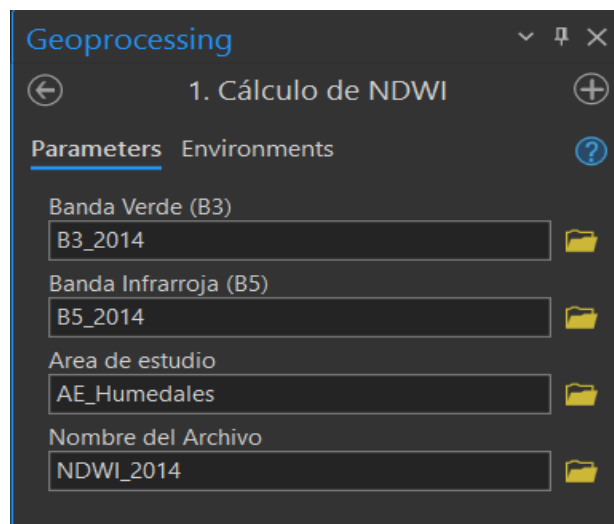 Geoprocessing
1. Cálculo de NDWI
Parameters Environments
Banda Verde (B3)
B3_2014
Banda Infrarroja (B5)
B5_2014
Area de estudio
AE_Humedales
Nombre del Archivo
NDWI_2014